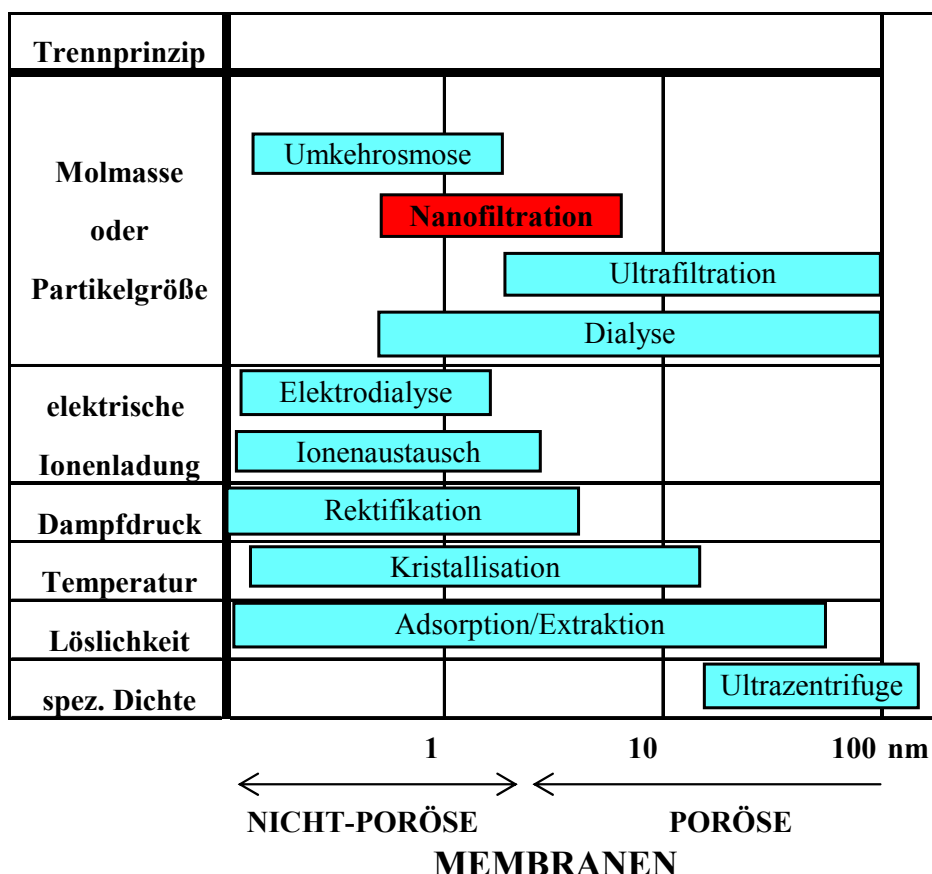 Trennprinzip
Molmasse
oder
Partikelgröße
Umkehrosmose
Nanofiltration
Ultrafiltration
Dialyse
elektrische
Ionenladung
Elektrodialyse
Ionenaustausch
Dampfdruck
Rektifikation
Temperatur
Kristallisation
Löslichkeit
Adsorption/Extraktion
spez. Dichte
Ultrazentrifuge
1 10 100 nm
NICHT-PORÖSE PORÖSE
MEMBRANEN